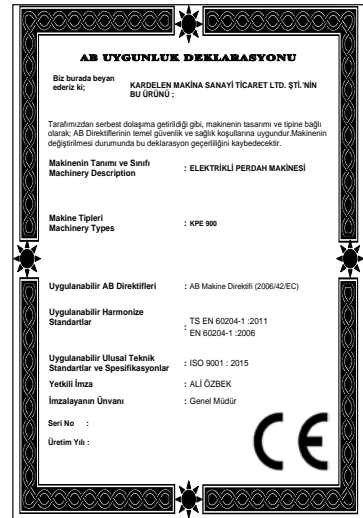 AB UYGUNLUK DEKLARASYONU
Biz burada beyan ederiz ki; KARDELEN MAKİNA SANAYİ TİCARET LTD. ŞTİ.'NİN BU ÜRÜNÜ ;
Tarafımızdan serbest dolaşıma getirildiği gibi, makinenin tasarımı ve tipine bağlı
olarak; AB Direktiflerinin temel güvenlik ve sağlık koşullarına uygundur.Makinenin
değiştirilmesi durumunda bu deklarasyon geçerliliğini kaybedecektir.
Makinenin Tanımı ve Sınıfı
Machinery Description : ELEKTRİKLİ PERDAH MAKİNESİ
Makine Tipleri
Machinery Types : KPE 900
Uygulanabilir AB Direktifleri : AB Makine Direktifi (2006/42/EC)
Uygulanabilir Harmonize
Standartlar : TS EN 60204-1 :2011
EN 60204-1 :2006
Uygulanabilir Ulusal Teknik
Standartlar ve Spesifikasyonlar : ISO 9001 : 2015
Yetkili İmza : ALİ ÖZBEK
İmzalayanın Ünvanı : Genel Müdür
Seri No :
Üretim Yılı :
CE